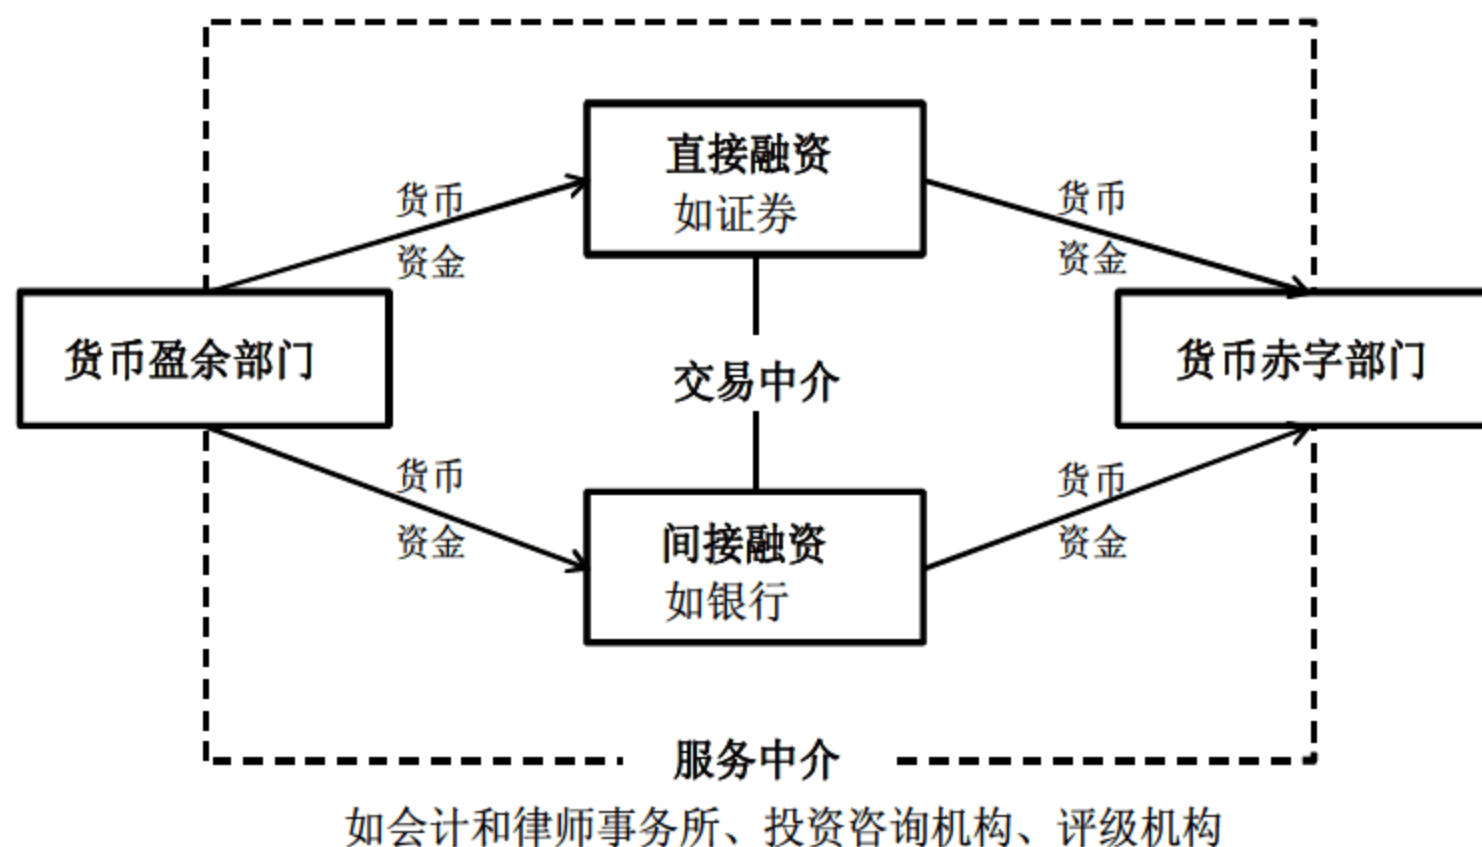 直接融资
如证券
货币
资金
货币
资金
货币盈余部门
交易中介
货币赤字部门
货币
资金
货币
资金
间接融资
如银行
服务中介
如会计和律师事务所、投资咨询机构、评级机构